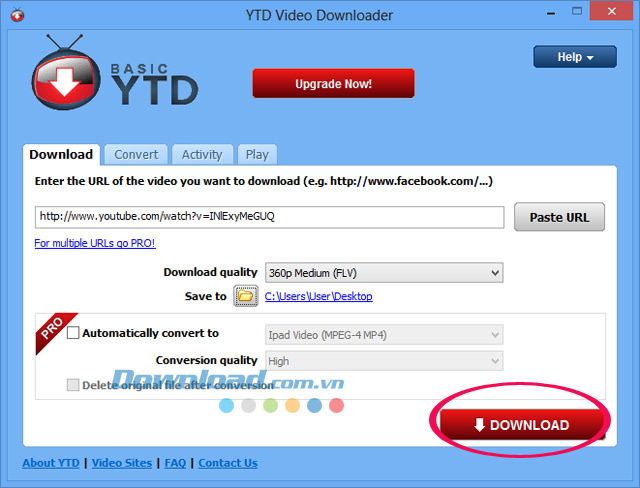 YTD Video Downloader
BASIC
YTD
Upgrade Now!
Help
Download Convert Activity Play
Enter the URL of the video you want to download (e.g. http://www.facebook.com/...)
http://www.youtube.com/watch?v=INlExyMeGUQ
Paste URL
For multiple URLs go PRO!
Download quality 360p Medium (FLV)
Save to C:\Users\User\Desktop
PRO
Automatically convert to Ipad Video (MPEG-4 MP4)
Conversion quality High
Delete original file after conversion
Download.com.vn
DOWNLOAD
About YTD | Video Sites | FAQ | Contact Us